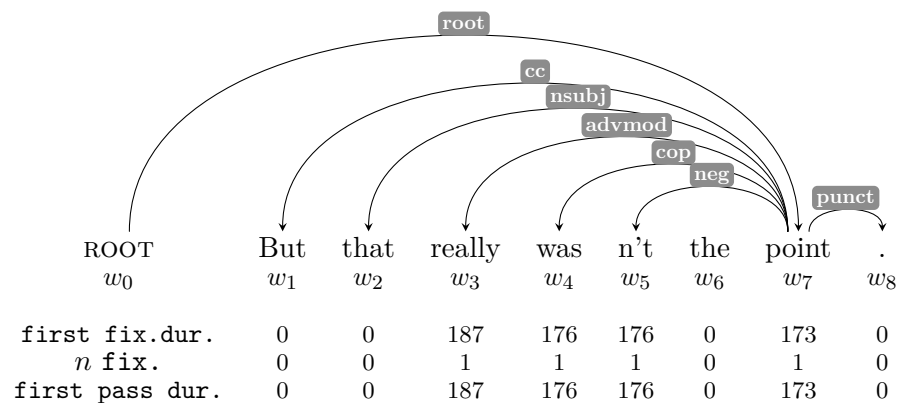 root
cc
nsubj
advmod
cop
neg
punct
ROOT But that really was n't the point .
w0 w1 w2 w3 w4 w5 w6 w7 w8
first fix.dur. 0 0 187 176 176 0 173 0
n fix. 0 0 1 1 1 0 1 0
first pass dur. 0 0 187 176 176 0 173 0